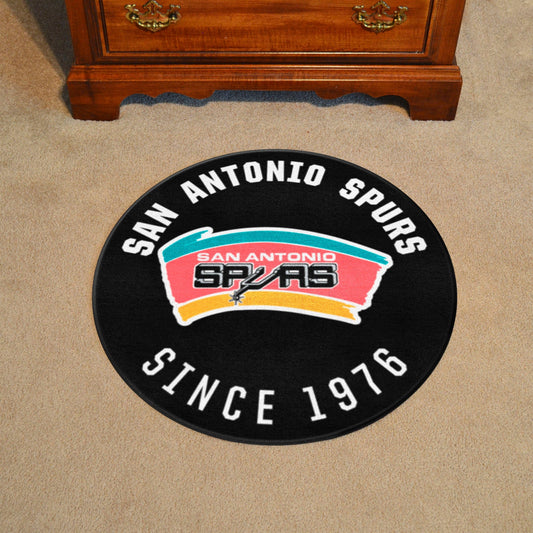 SAN ANTONIO SPURS
SAN ANTONIO
SPURS
SINCE 1976